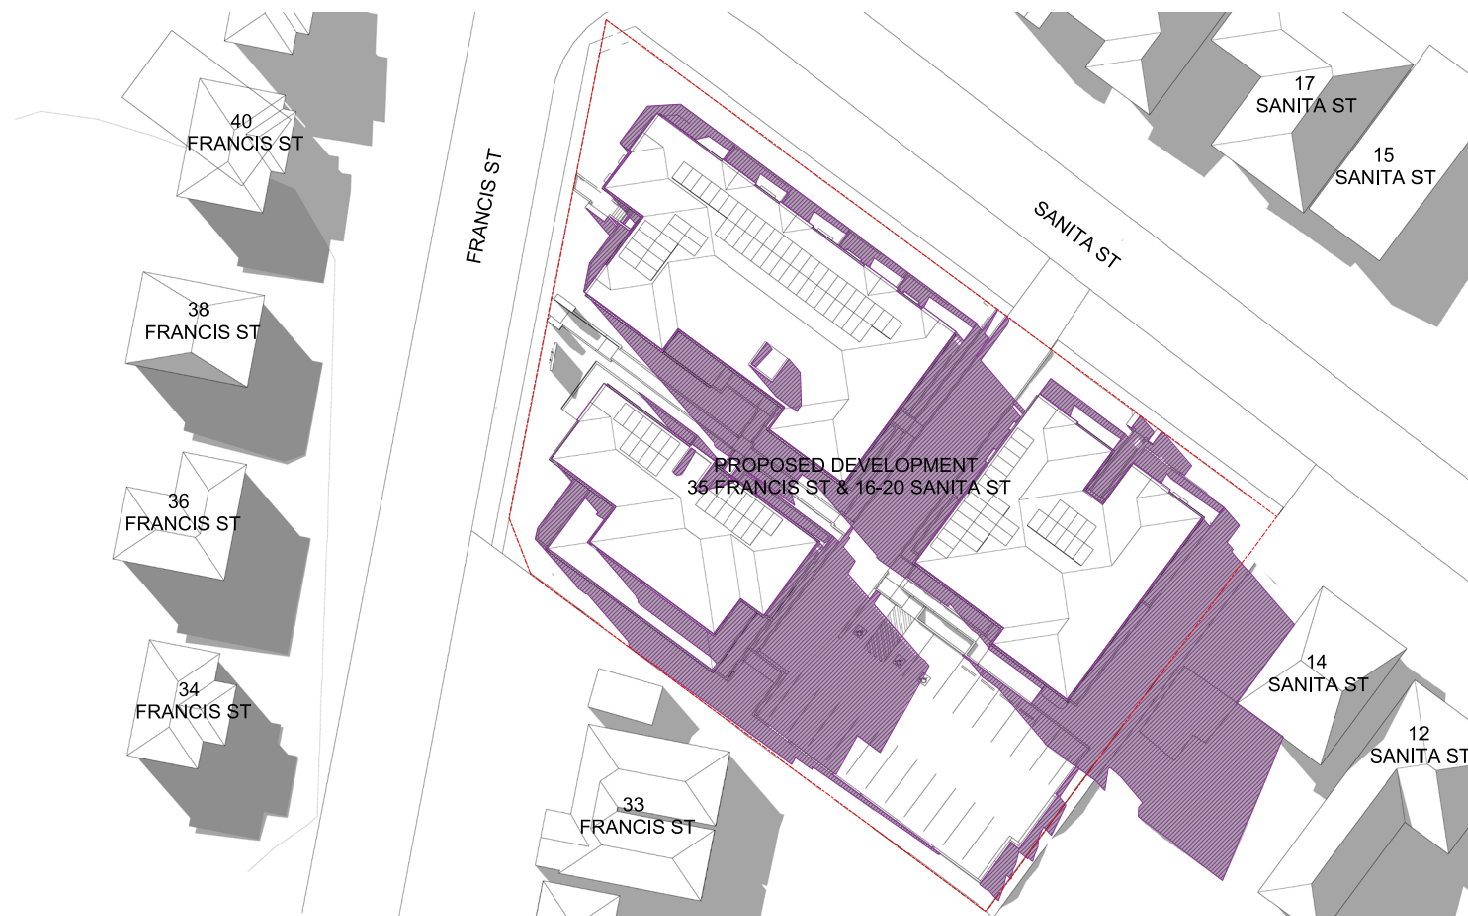 40
FRANCIS ST
17
SANITA ST
15
SANITA ST
FRANCIS ST
SANITA ST
38
FRANCIS ST
PROPOSED DEVELOPMENT
35 FRANCIS ST & 16-20 SANITA ST
36
FRANCIS ST
34
FRANCIS ST
14
SANITA ST
12
SANITA ST
33
FRANCIS ST